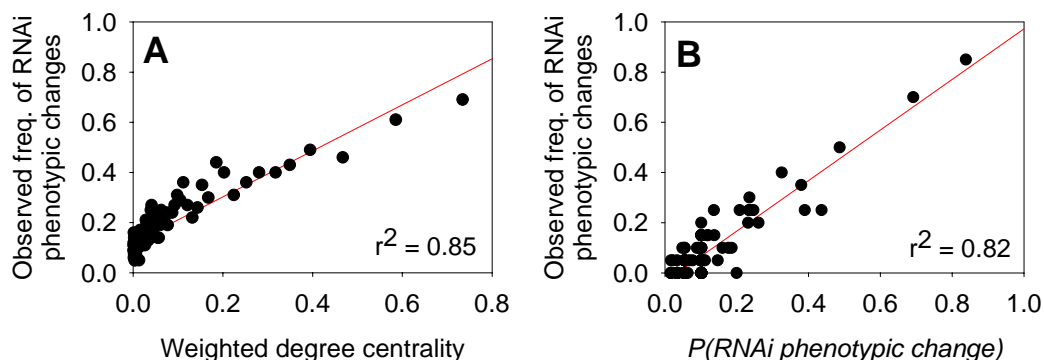 Observed freq. of RNAi
phenotypic changes
1.0
0.8
0.6
0.4
0.2
0.0
A
r2 = 0.85
0.0 0.2 0.4 0.6 0.8
Weighted degree centrality
Observed freq. of RNAi
phenotypic changes
1.0
0.8
0.6
0.4
0.2
0.0
B
r2 = 0.82
0.0 0.2 0.4 0.6 0.8 1.0
P(RNAi phenotypic change)